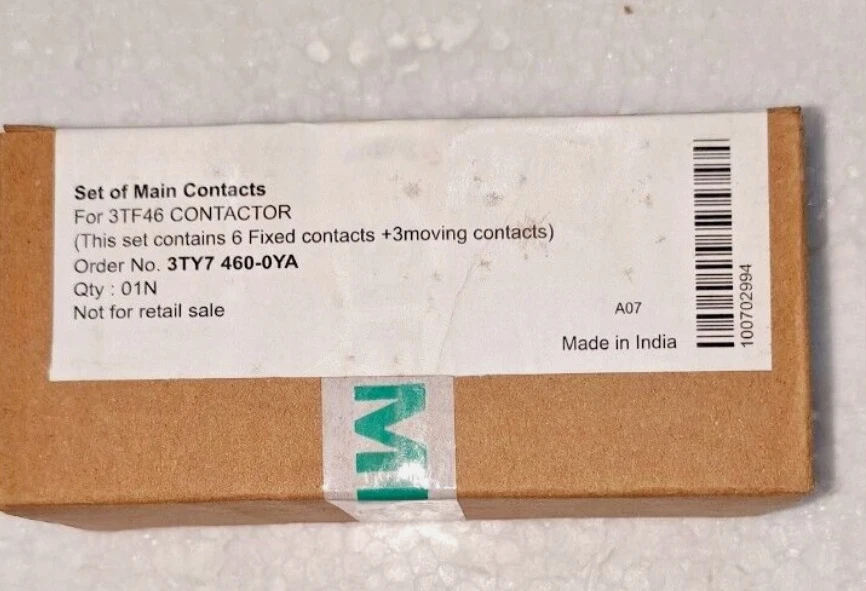 Set of Main Contacts
For 3TF46 CONTACTOR
(This set contains 6 Fixed contacts +3moving contacts)
Order No. 3TY7 460-0YA
Qty : 01N
Not for retail sale
A07
Made in India
100702994
M